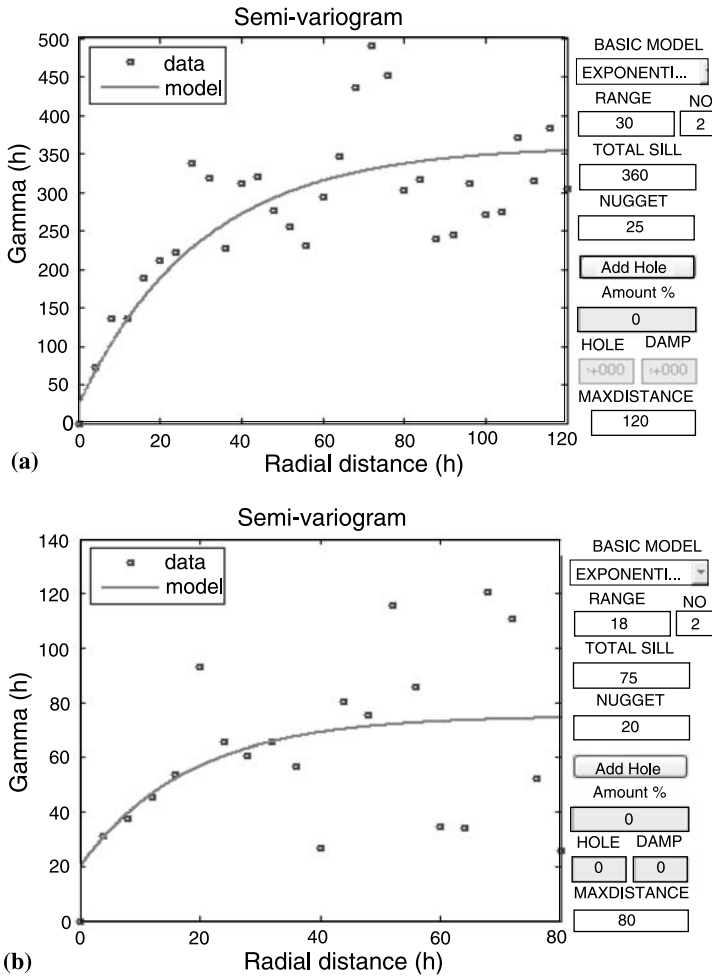 Semi-variogram
data
model
500
450
400
350
300
250
200
150
100
50
0
Gamma (h)
0 20 40 60 80 100 120
Radial distance (h)
(a)
BASIC MODEL
EXPONENTI...
RANGE NO
30 2
TOTAL SILL
360
NUGGET
25
Add Hole
Amount %
0
HOLE DAMP
MAXDISTANCE
120
Semi-variogram
data
model
140
120
100
80
60
40
20
0
Gamma (h)
0 20 40 60 80
Radial distance (h)
(b)
BASIC MODEL
EXPONENTI...
RANGE NO
18 2
TOTAL SILL
75
NUGGET
20
Add Hole
Amount %
0
HOLE DAMP
0 0
MAXDISTANCE
80